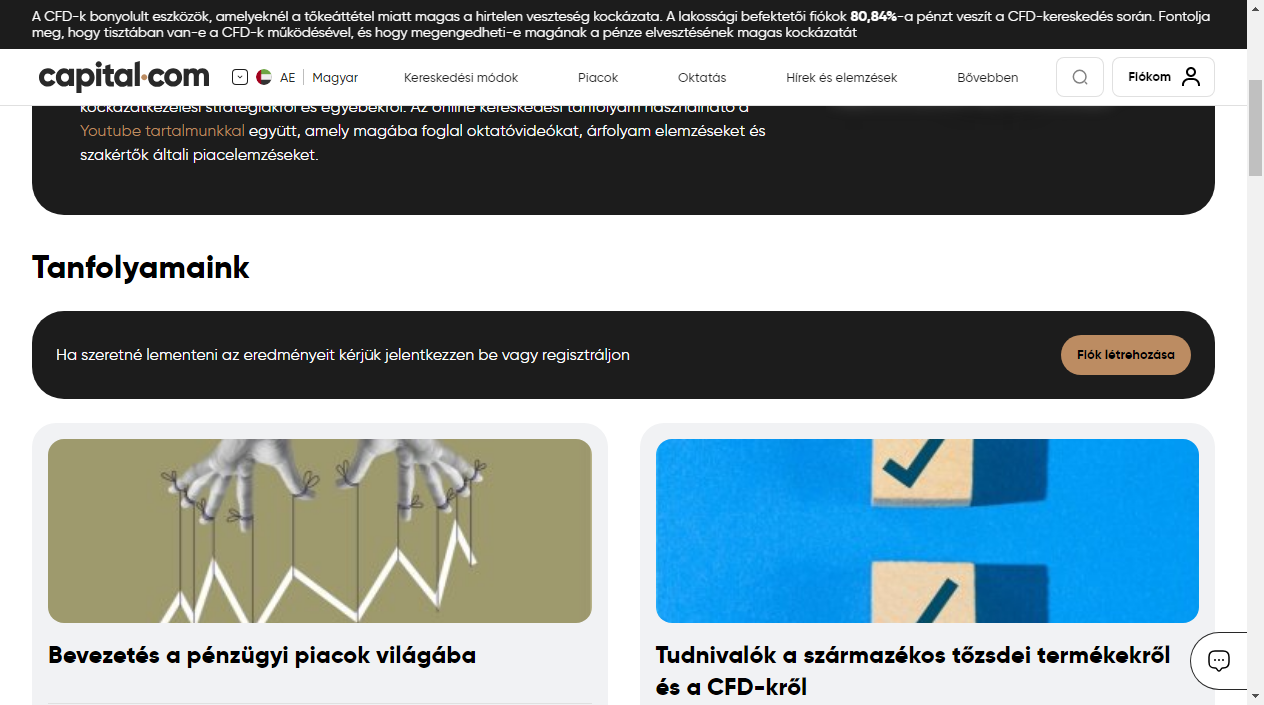 A CFD-k bonyolult eszközök, amelyeknél a tőkeáttétel miatt magas a hirtelen veszteség kockázata. A lakossági befektetői fiókok 80,84%-a pénzt veszít a CFD-kereskedés során. Fontolja
meg, hogy tisztában van-e a CFD-k működésével, és hogy megengedheti-e magának a pénze elvesztésének magas kockázatát
capital.com AE Magyar Kereskedési módok Piacok Oktatás Hírek és elemzések Bővebben Fiókom
kockázatkezelési stratégiákról és egyebekről. Az online kereskedési tanfolyam használható a
Youtube tartalmunkkal együtt, amely magába foglal oktatóvideókat, árfolyam elemzéseket és
szakértők általi piacelemzéseket.
Tanfolyamaink
Ha szeretné lementeni az eredményeit kérjük jelentkezzen be vagy regisztráljon
Fiók létrehozása
Bevezetés a pénzügyi piacok világába
Tudnivalók a származékos tőzsdei termékekről
és a CFD-kről